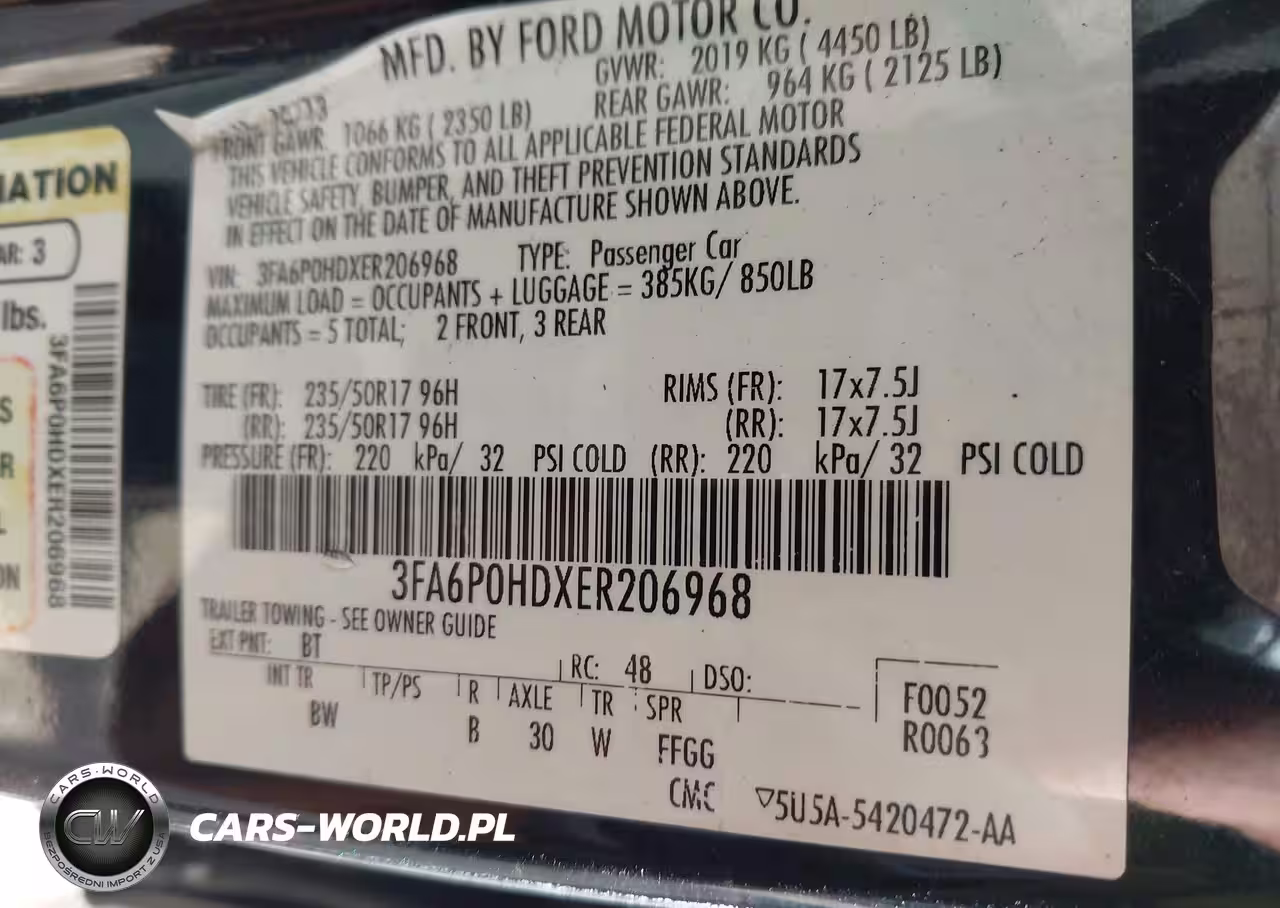 MFD. BY FORD MOTOR CO.
GVWR: 2019 KG ( 4450 LB)
FRONT GAWR: 1066 KG ( 2350 LB) REAR GAWR: 964 KG ( 2125 LB)
THIS VEHICLE CONFORMS TO ALL APPLICABLE FEDERAL MOTOR
VEHICLE SAFETY, BUMPER, AND THEFT PREVENTION STANDARDS
IN EFFECT ON THE DATE OF MANUFACTURE SHOWN ABOVE.
VIN: 3FA6P0HDXER206968 TYPE: Passenger Car
MAXIMUM LOAD = OCCUPANTS + LUGGAGE = 385KG/ 850LB
OCCUPANTS = 5 TOTAL; 2 FRONT, 3 REAR
TIRE (FR): 235/50R17 96H RIMS (FR): 17x7.5J
(RR): 235/50R17 96H (RR): 17x7.5J
PRESSURE (FR): 220 kPa/ 32 PSI COLD (RR): 220 kPa/ 32 PSI COLD
3FA6P0HDXER206968
TRAILER TOWING - SEE OWNER GUIDE
EXT PNT: BT RC: 48 DSO:
INT TR TP/PS R AXLE TR SPR
BW B 30 W FFGG
F0052
R0063
CMC ▽5U5A-5420472-AA
MATION
AR: 3
lbs.
3FA6P0HDXER206968
S
R
L
ON
CARS-WORLD
CW
BEZPOŚREDNI IMPORT Z USA
CARS-WORLD.PL